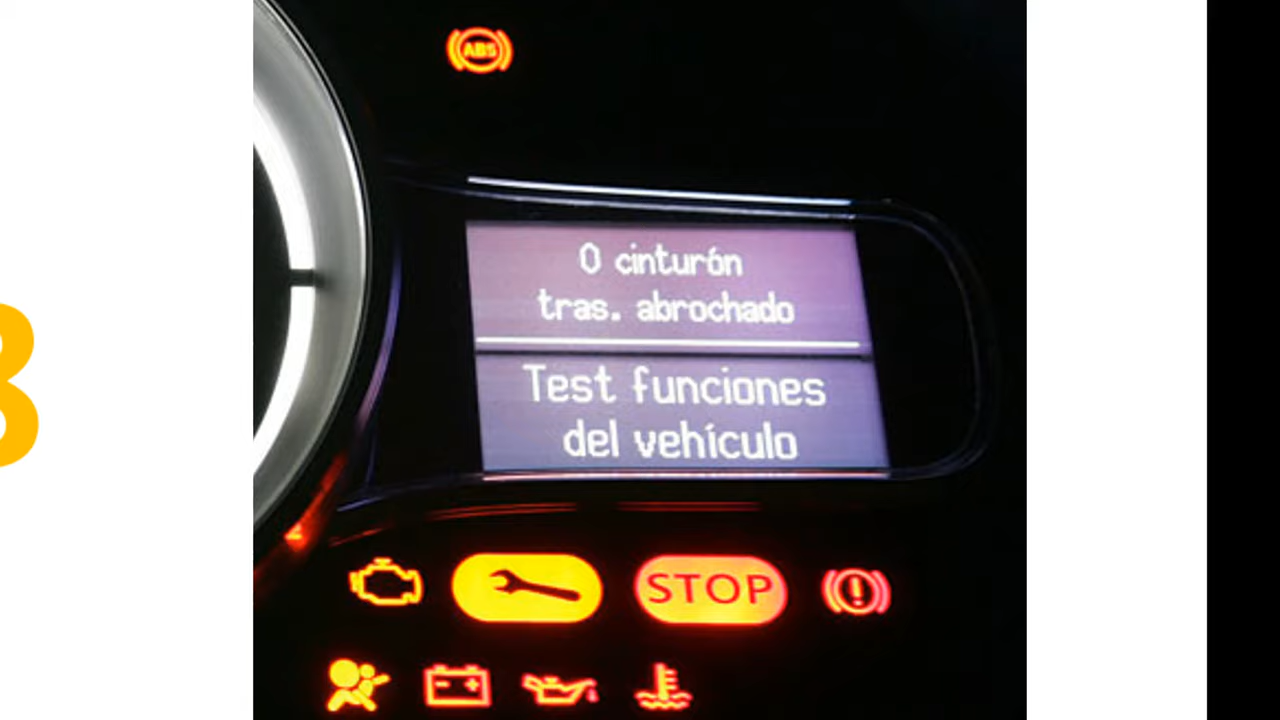 ABS
0 cinturón
tras. abrochado
Test funciones
del vehículo
STOP